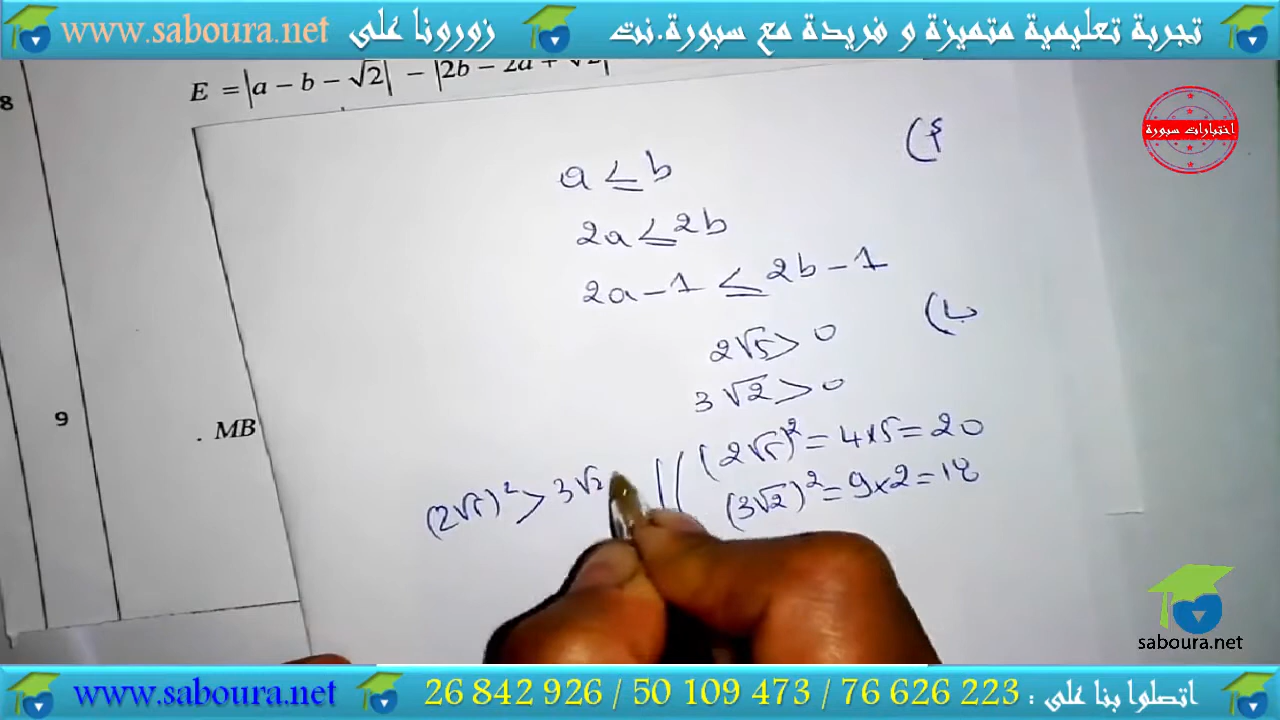 تجربة تعليمية متميزة و فريدة مع سبورة.نت زورونا على www.saboura.net
8
E = |a − b − √2| − |2b − 2a + √2|
اختبارات سبورة
أ)
a ≤ b
2a ≤ 2b
2a − 1 ≤ 2b − 1
ب)
2√5 > 0
3√2 > 0
9
. MB
(2√5)² = 4×5 = 20
(3√2)² = 9×2 = 18
(2√5)² > 3√2
saboura.net
اتصلوا بنا على : 26 842 926 / 50 109 473 / 76 626 223 www.saboura.net